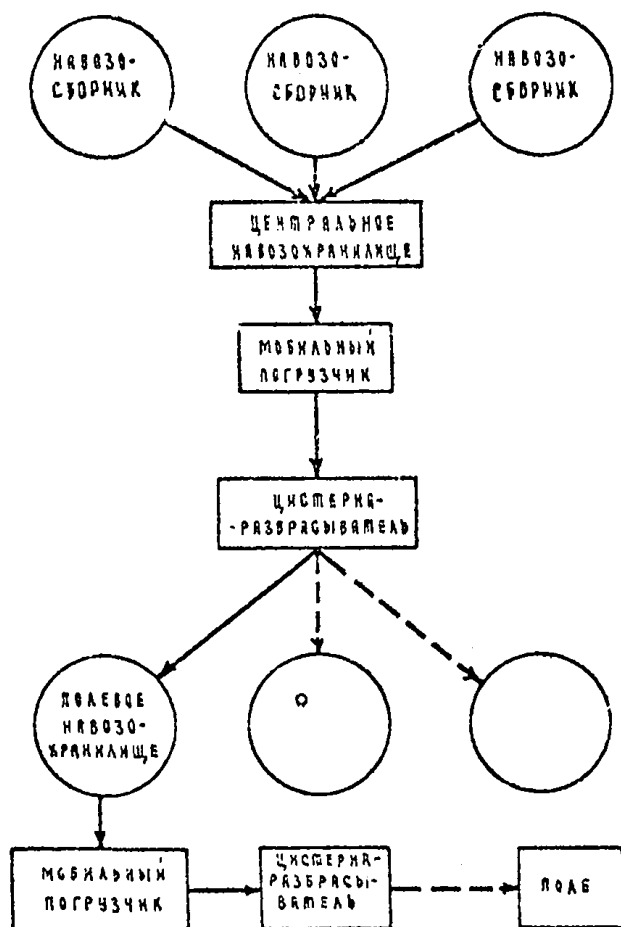 НАВОЗО-
СБОРНИК
НАВОЗО-
СБОРНИК
НАВОЗО-
СБОРНИК
ЦЕНТРАЛЬНОЕ
НАВОЗОХРАНИЛИЩЕ
МОБИЛЬНЫЙ
ПОГРУЗЧИК
ЦИСТЕРНА-
-РАЗБРАСЫВАТЕЛЬ
ПОЛЕВОЕ
НАВОЗО-
ХРАНИЛИЩЕ
МОБИЛЬНЫЙ
ПОГРУЗЧИК
ЦИСТЕРНА-
РАЗБРАСЫ-
ВАТЕЛЬ
ПОЛЕ